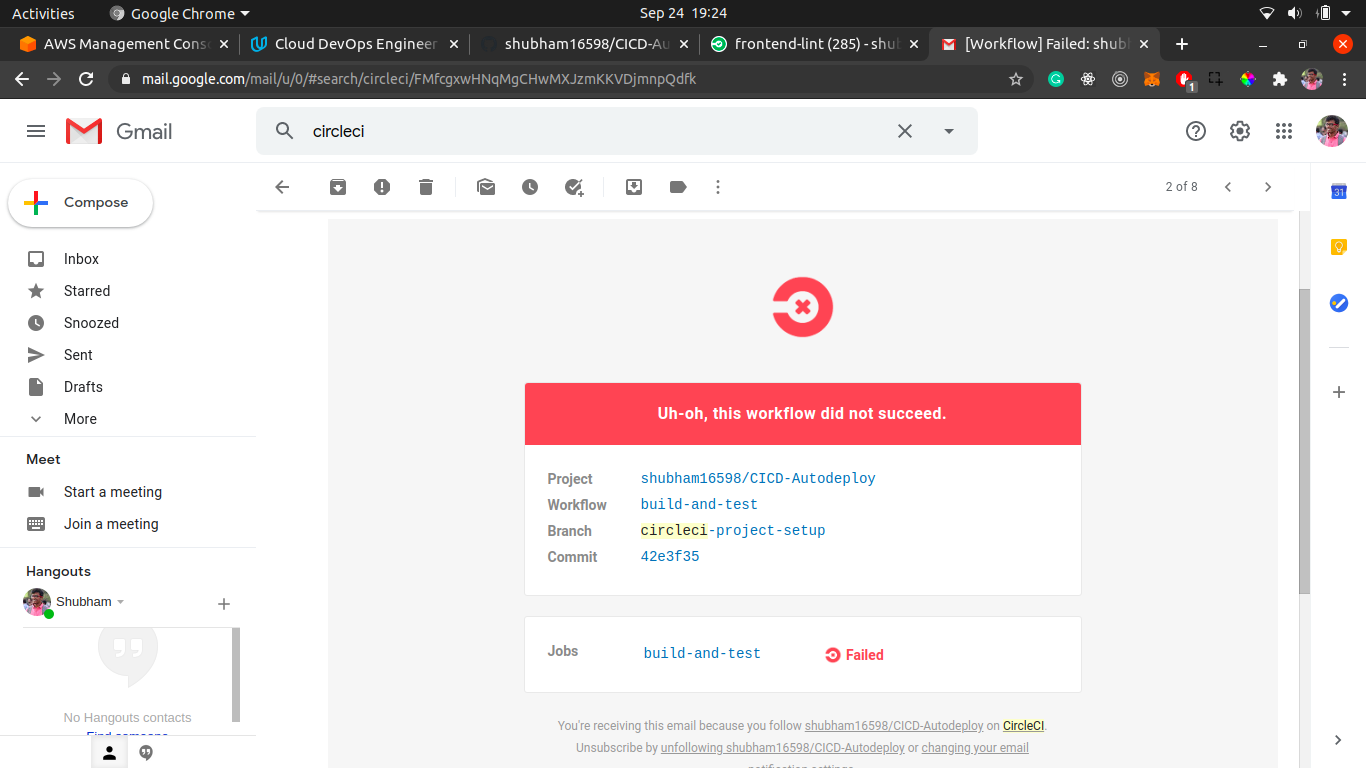 Activities Google Chrome Sep 24 19:24
AWS Management Conso Cloud DevOps Engineer shubham16598/CICD-Au frontend-lint (285) - shub [Workflow] Failed: shubl
mail.google.com/mail/u/0/#search/circleci/FMfcgxwHNqMgCHwMXJzmKKVDjmnpQdfk 1
Gmail circleci
Compose 2 of 8 31
Inbox
Starred
Snoozed
Sent
Drafts
More
Meet
Start a meeting
Join a meeting
Hangouts
Shubham
No Hangouts contacts
Find someone
Uh-oh, this workflow did not succeed.
Project shubham16598/CICD-Autodeploy
Workflow build-and-test
Branch circleci-project-setup
Commit 42e3f35
Jobs build-and-test Failed
You're receiving this email because you follow shubham16598/CICD-Autodeploy on CircleCI.
Unsubscribe by unfollowing shubham16598/CICD-Autodeploy or changing your email
notification settings